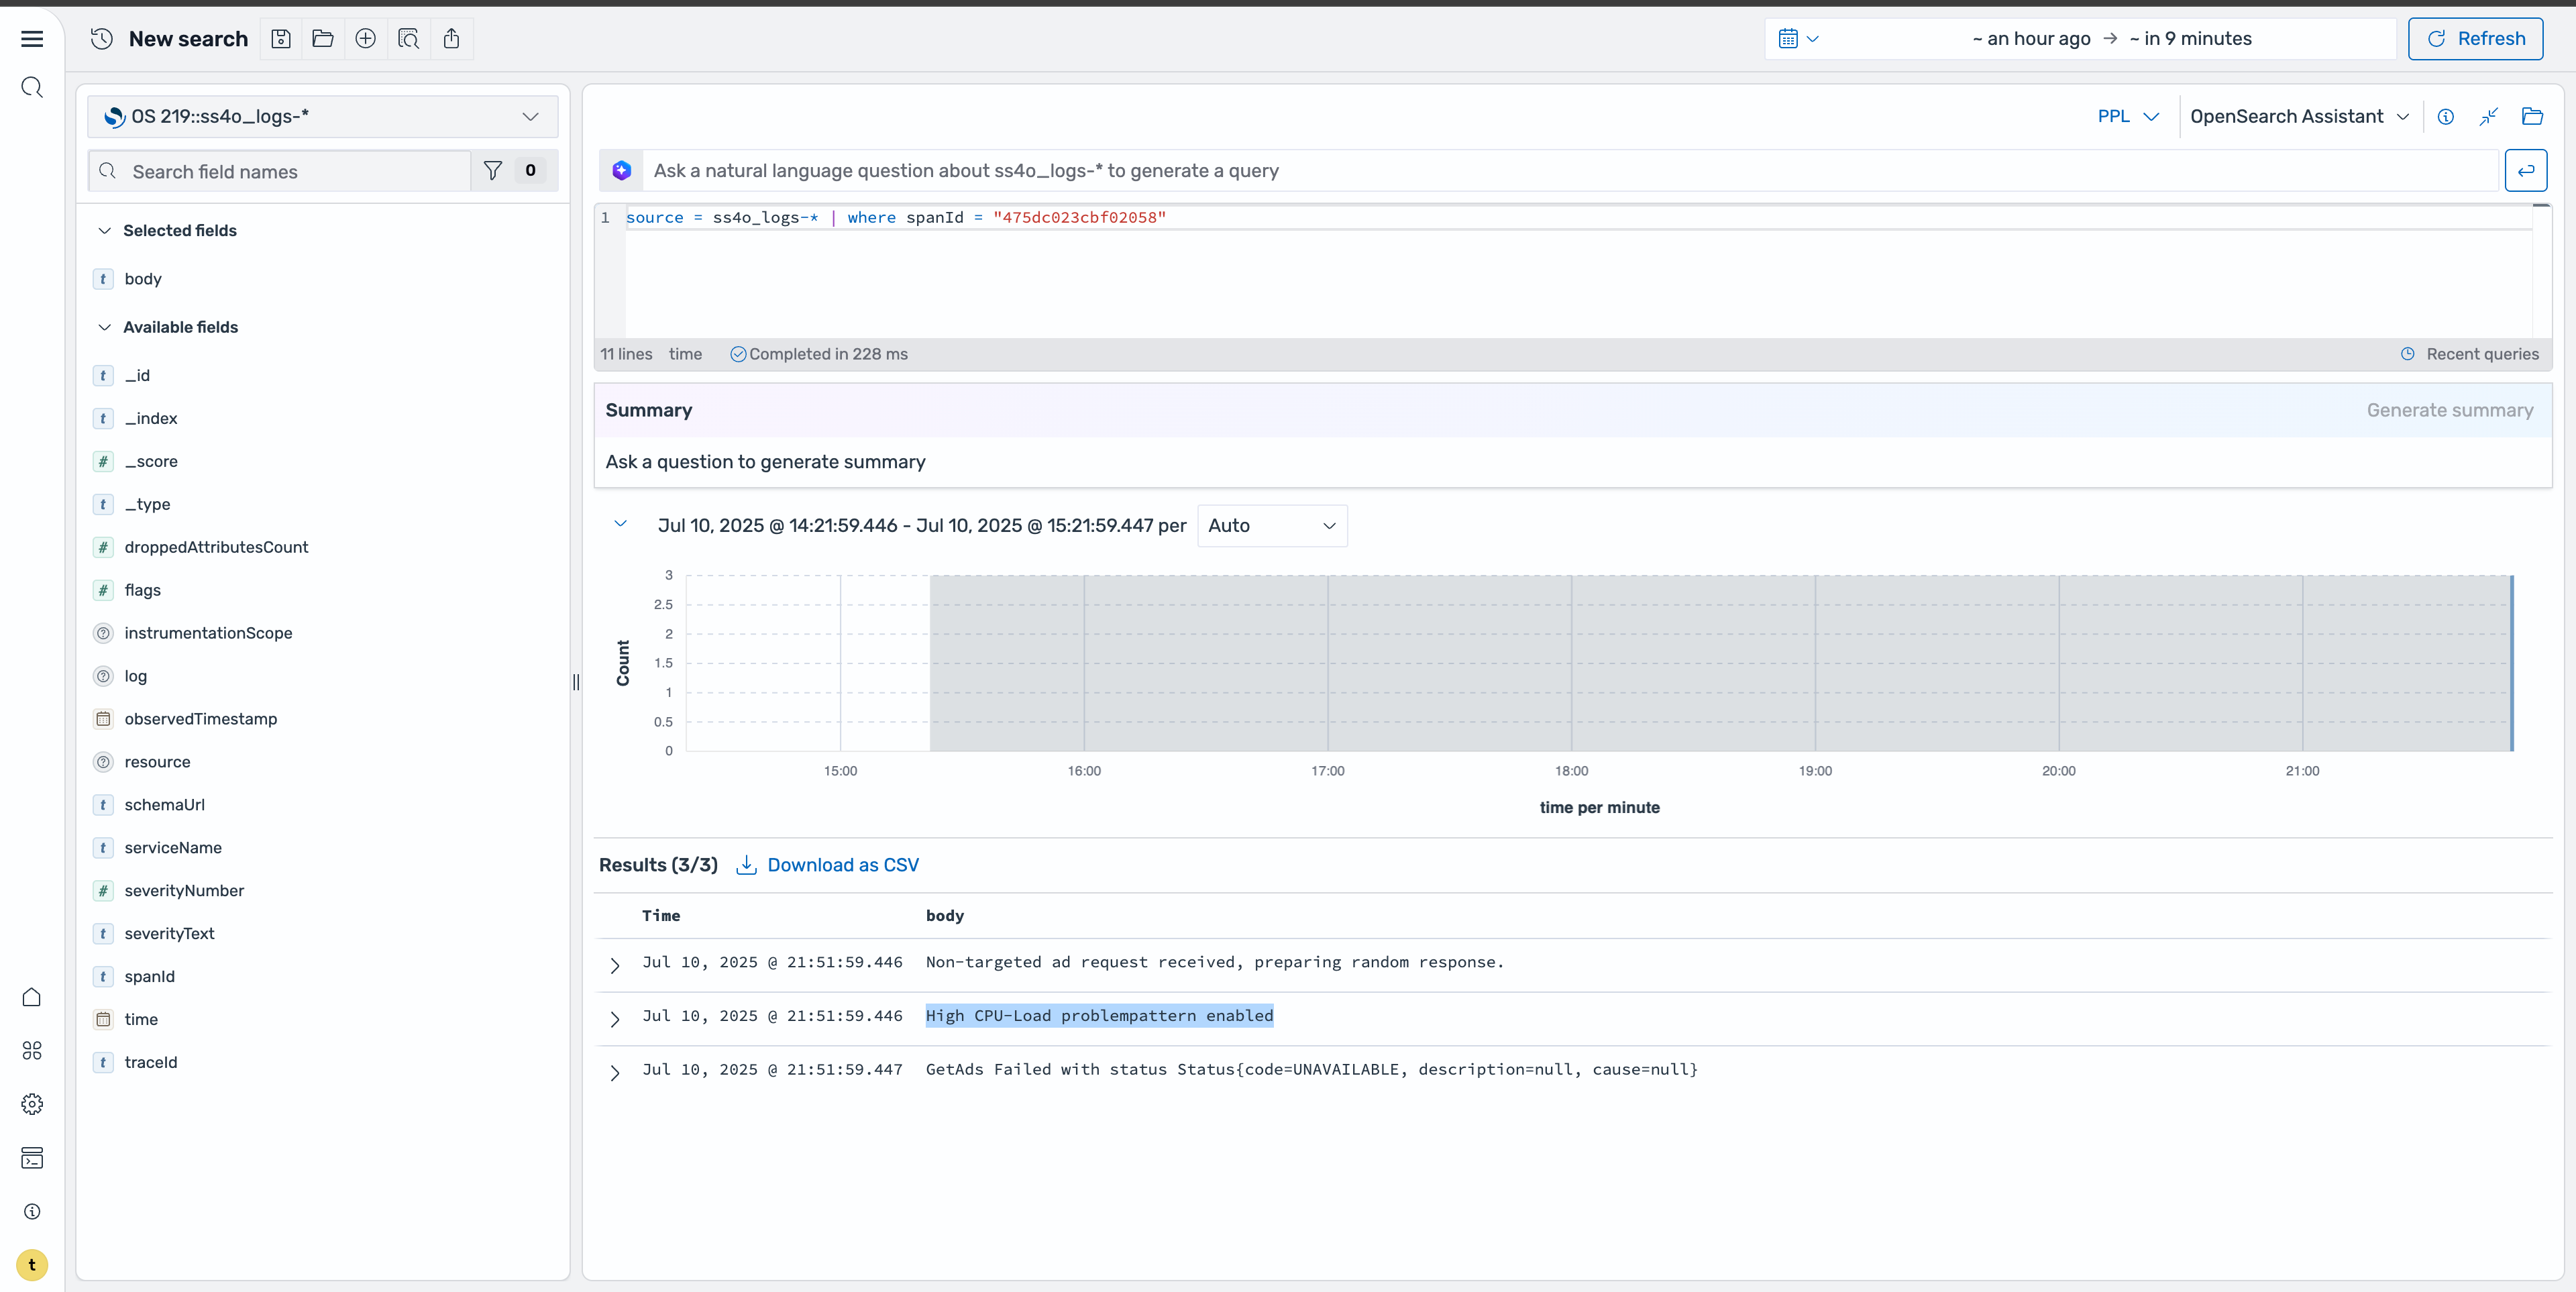 New search
~ an hour ago → ~ in 9 minutes
Refresh
OS 219::ss4o_logs-*
Search field names
0
Selected fields
t body
Available fields
t _id
t _index
# _score
t _type
# droppedAttributesCount
# flags
? instrumentationScope
? log
observedTimestamp
? resource
t schemaUrl
t serviceName
# severityNumber
t severityText
t spanId
time
t traceId
t
PPL
OpenSearch Assistant
Ask a natural language question about ss4o_logs-* to generate a query
1 source = ss4o_logs-* | where spanId = "475dc023cbf02058"
11 lines time Completed in 228 ms
Recent queries
Summary
Generate summary
Ask a question to generate summary
Jul 10, 2025 @ 14:21:59.446 - Jul 10, 2025 @ 15:21:59.447 per Auto
3
2.5
2
1.5
1
0.5
0
Count
15:00 16:00 17:00 18:00 19:00 20:00 21:00
time per minute
Results (3/3) Download as CSV
Time body
Jul 10, 2025 @ 21:51:59.446 Non-targeted ad request received, preparing random response.
Jul 10, 2025 @ 21:51:59.446 High CPU-Load problempattern enabled
Jul 10, 2025 @ 21:51:59.447 GetAds Failed with status Status{code=UNAVAILABLE, description=null, cause=null}